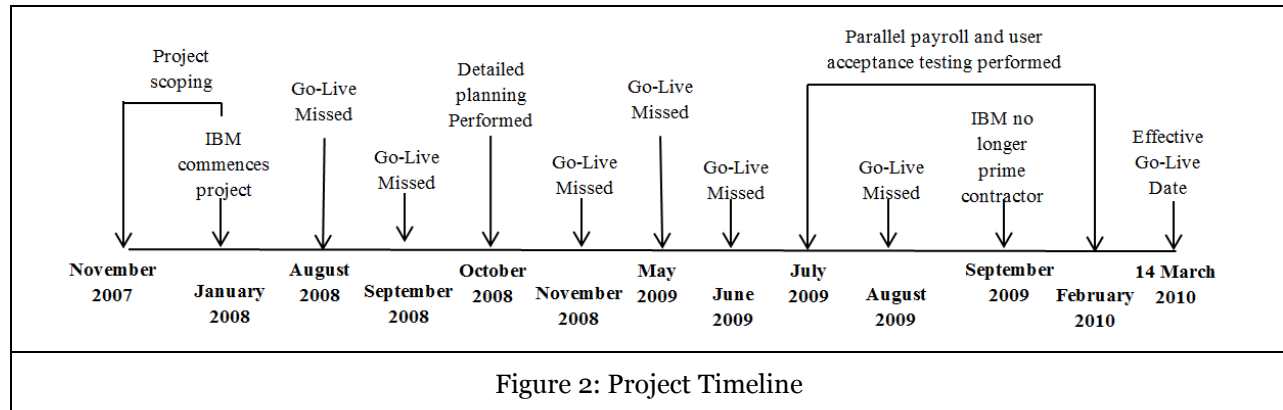 Project
scoping
IBM
commences
project
Go-Live
Missed
Go-Live
Missed
Detailed
planning
Performed
Go-Live
Missed
Go-Live
Missed
Go-Live
Missed
Parallel payroll and user
acceptance testing performed
Go-Live
Missed
IBM no
longer
prime
contractor
Effective
Go-Live
Date
November
2007
January
2008
August
2008
September
2008
October
2008
November
2008
May
2009
June
2009
July
2009
August
2009
September
2009
February
2010
14 March
2010
Figure 2: Project Timeline